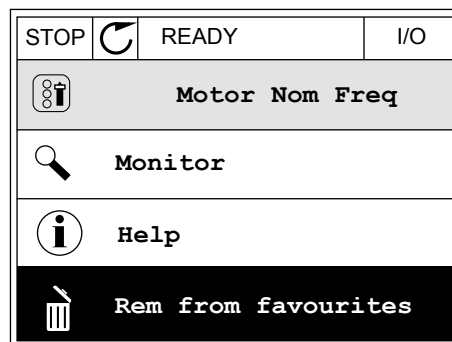 STOP READY I/O
Motor Nom Freq
Monitor
Help
Rem from favourites